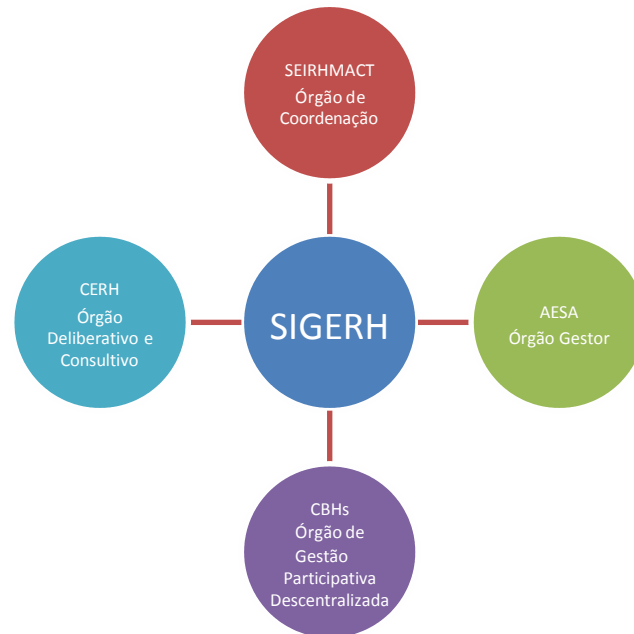 SEIRHMACT
Órgão de
Coordenação
CERH
Órgão
Deliberativo e
Consultivo
SIGERH
AESA
Órgão Gestor
CBHs
Órgão de
Gestão
Participativa
Descentralizada